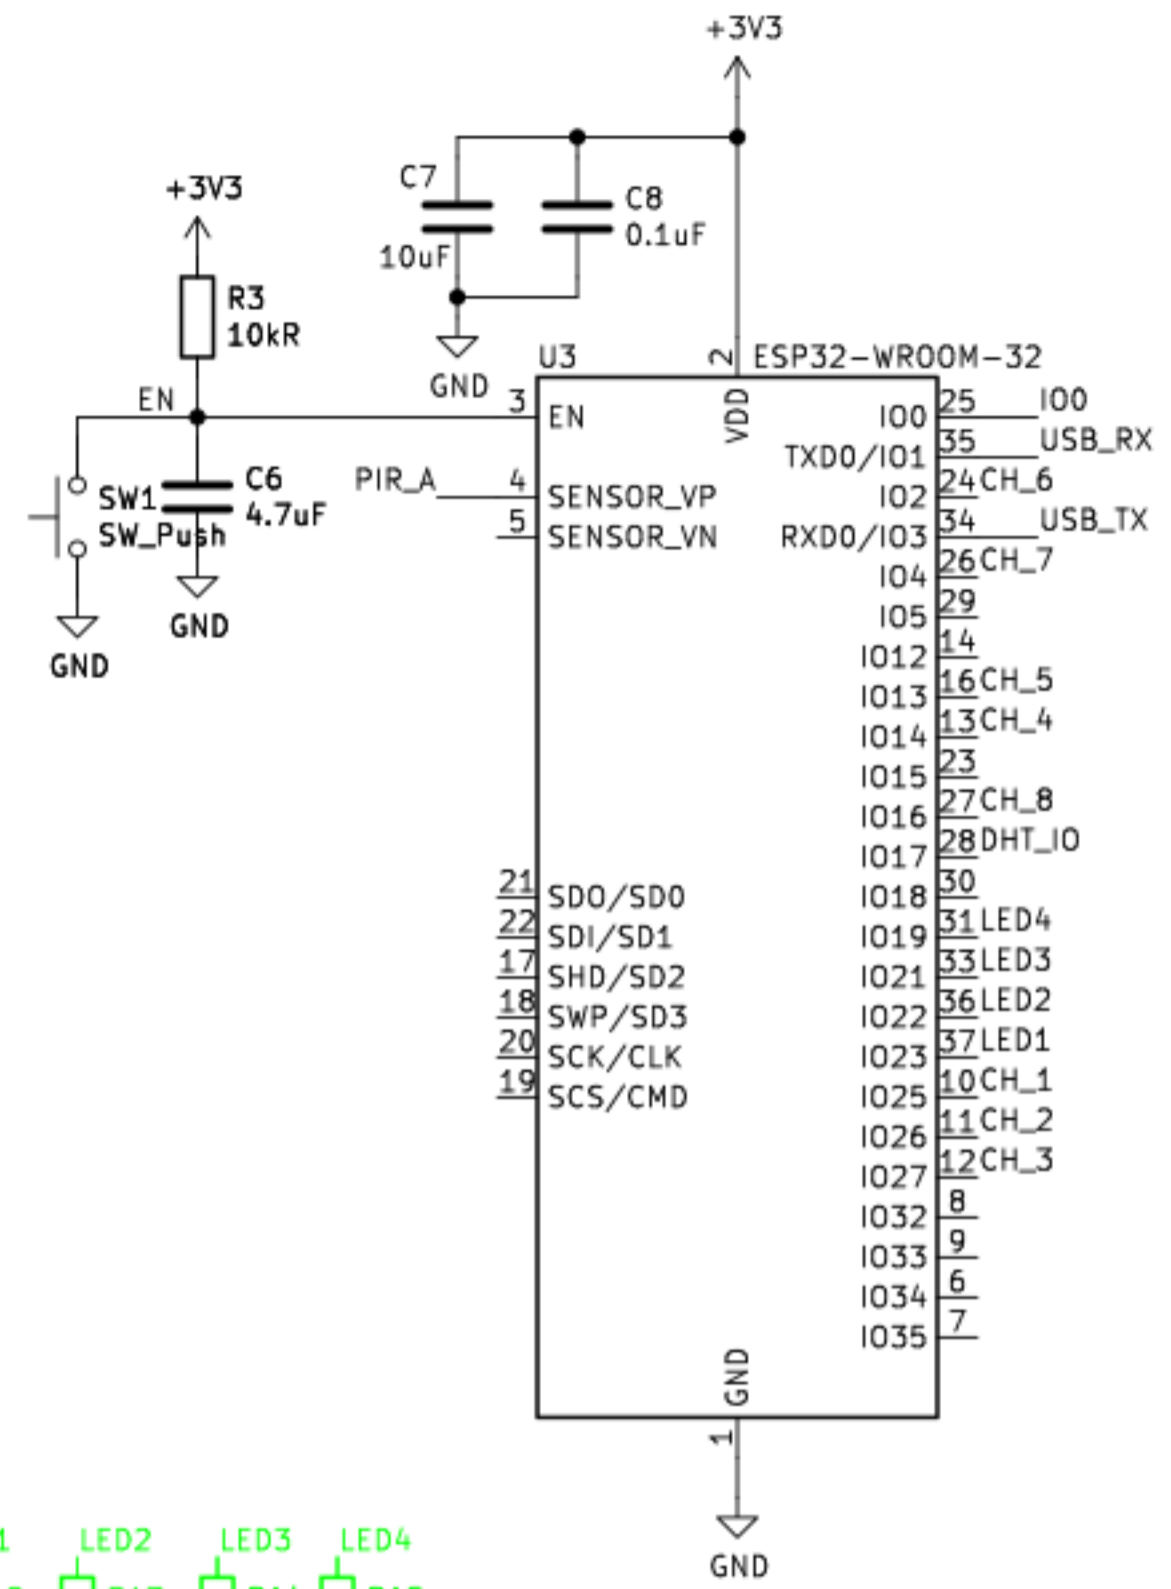 +3V3
C7
10uF
C8
0.1uF
GND
+3V3
R3
10kR
EN
SW1
SW_Push
C6
4.7uF
GND
GND
PIR_A
U3
ESP32-WROOM-32
2
VDD
3 EN
4 SENSOR_VP
5 SENSOR_VN
21 SDO/SD0
22 SDI/SD1
17 SHD/SD2
18 SWP/SD3
20 SCK/CLK
19 SCS/CMD
IO0 25 IO0
TXD0/IO1 35 USB_RX
IO2 24 CH_6
RXD0/IO3 34 USB_TX
IO4 26 CH_7
IO5 29
IO12 14
IO13 16 CH_5
IO14 13 CH_4
IO15 23
IO16 27 CH_8
IO17 28 DHT_IO
IO18 30
IO19 31 LED4
IO21 33 LED3
IO22 36 LED2
IO23 37 LED1
IO25 10 CH_1
IO26 11 CH_2
IO27 12 CH_3
IO32 8
IO33 9
IO34 6
IO35 7
GND
1
GND
LED2
LED3
LED4